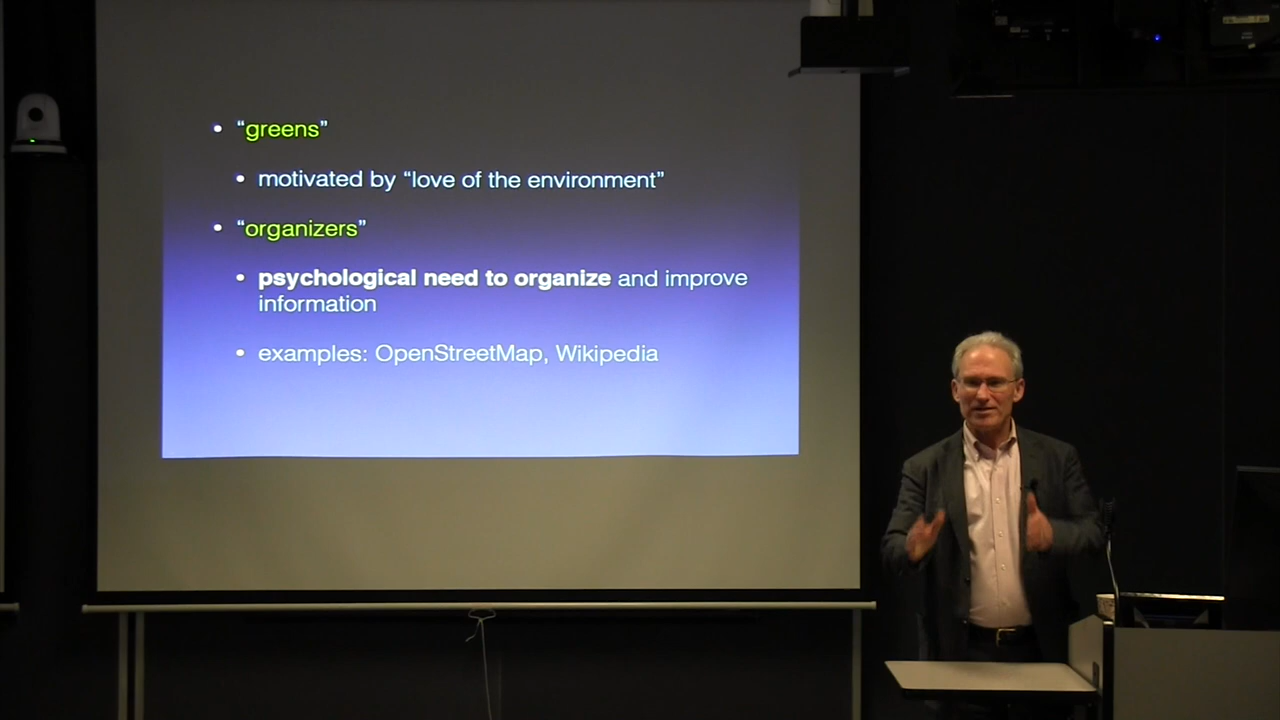 • “greens”
• motivated by “love of the environment”
• “organizers”
• psychological need to organize and improve
information
• examples: OpenStreetMap, Wikipedia